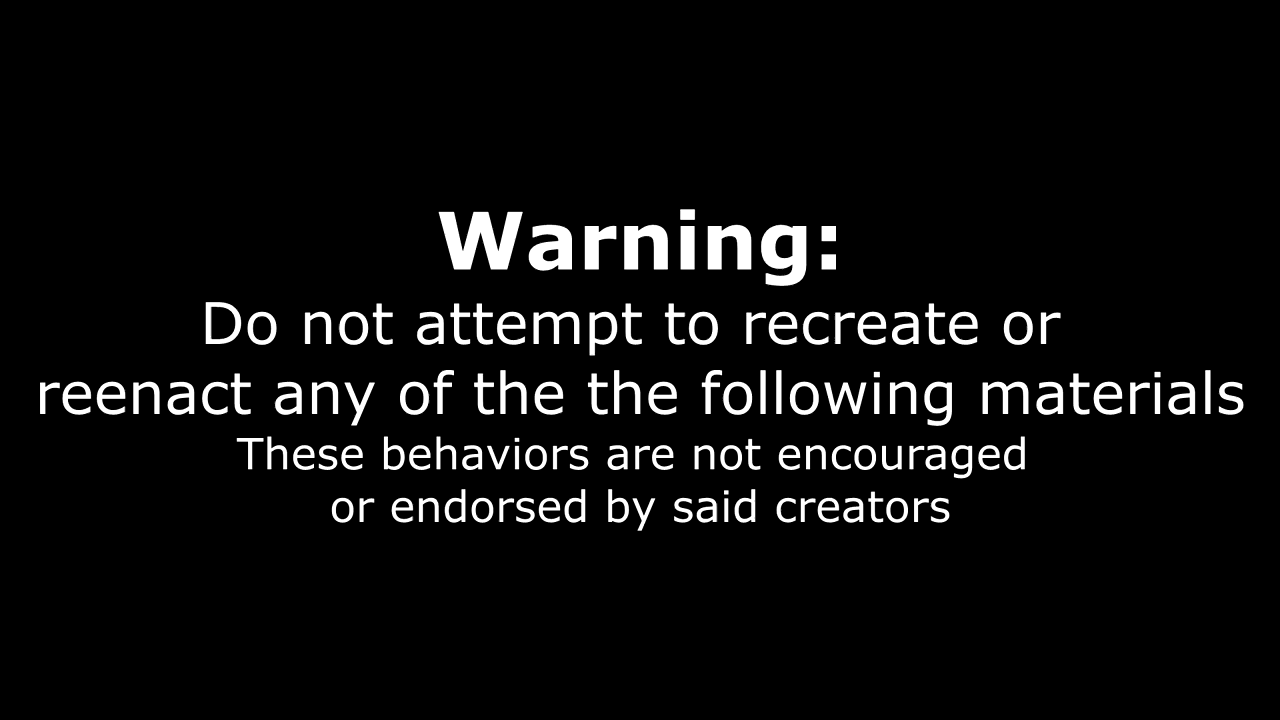 Warning:
Do not attempt to recreate or
reenact any of the the following materials
These behaviors are not encouraged
or endorsed by said creators